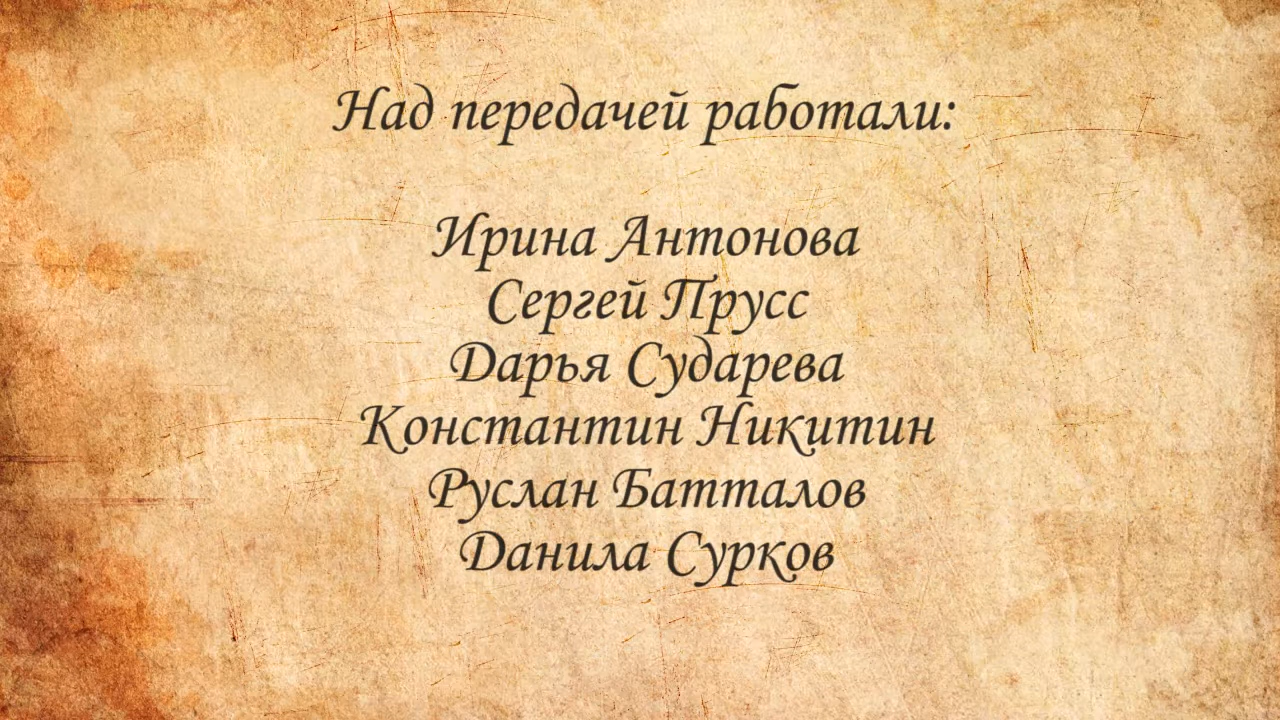 Над передачей работали:
Ирина Антонова
Сергей Прусс
Дарья Сударева
Константин Никитин
Руслан Батталов
Данила Сурков